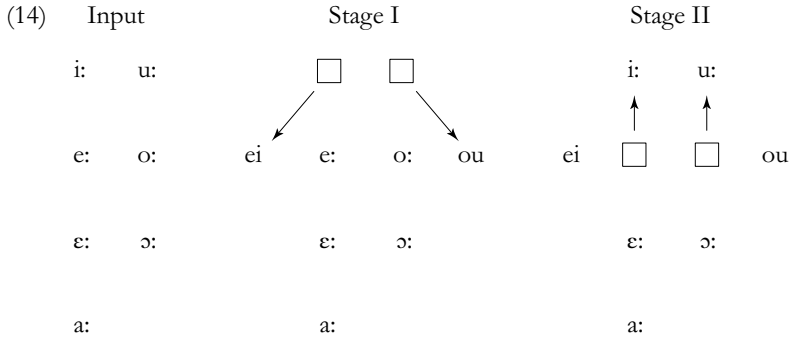 (14) Input Stage I Stage II
i: u: i: u:
e: o: ei e: o: ou ei ou
ɛ: ɔ: ɛ: ɔ: ɛ: ɔ:
a: a: a: